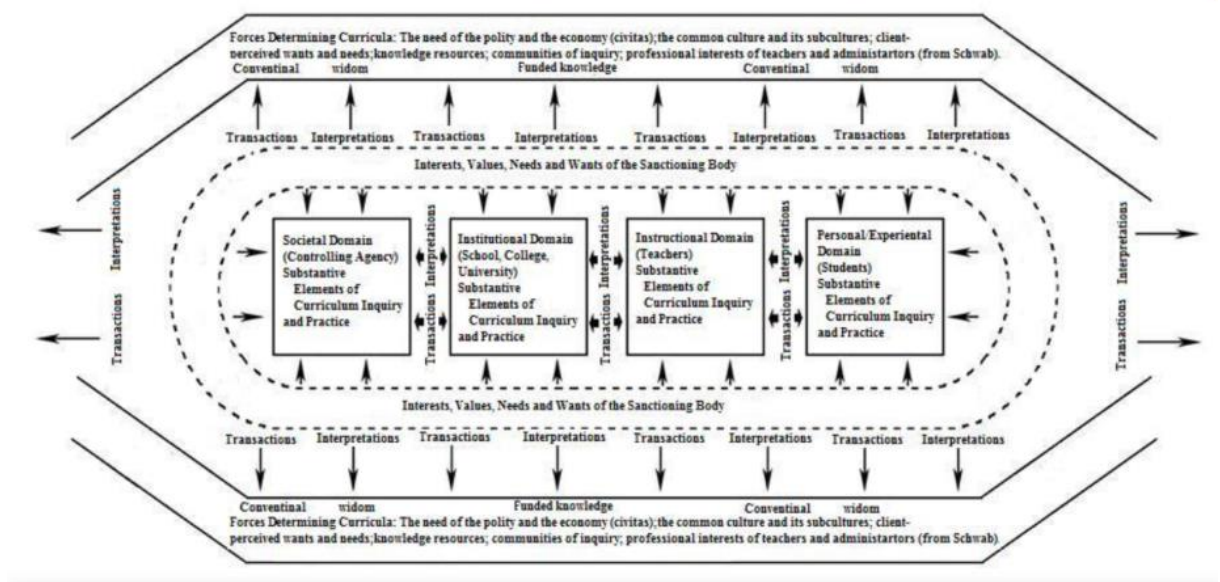 Forces Determining Curricula: The need of the polity and the economy (civitas); the common culture and its subcultures; client-
perceived wants and needs; knowledge resources; communities of inquiry; professional interests of teachers and administartors (from Schwab).
Conventinal widom Funded knowledge Conventinal widom
Transactions Interpretations Transactions Interpretations Transactions Interpretations Transactions Interpretations
Interests, Values, Needs and Wants of the Sanctioning Body
Interpretations
Transactions
Societal Domain
(Controlling Agency)
Substantive
Elements of
Curriculum Inquiry
and Practice
Interpretations
Transactions
Institutional Domain
(School, College,
University)
Substantive
Elements of
Curriculum Inquiry
and Practice
Interpretations
Transactions
Instructional Domain
(Teachers)
Substantive
Elements of
Curriculum Inquiry
and Practice
Interpretations
Transactions
Personal/Experiental
Domain
(Students)
Substantive
Elements of
Curriculum Inquiry
and Practice
Interpretations
Transactions
Interests, Values, Needs and Wants of the Sanctioning Body
Transactions Interpretations Transactions Interpretations Transactions Interpretations Transactions Interpretations
Conventinal widom Funded knowledge Conventinal widom
Forces Determining Curricula: The need of the polity and the economy (civitas); the common culture and its subcultures; client-
perceived wants and needs; knowledge resources; communities of inquiry; professional interests of teachers and administartors (from Schwab).